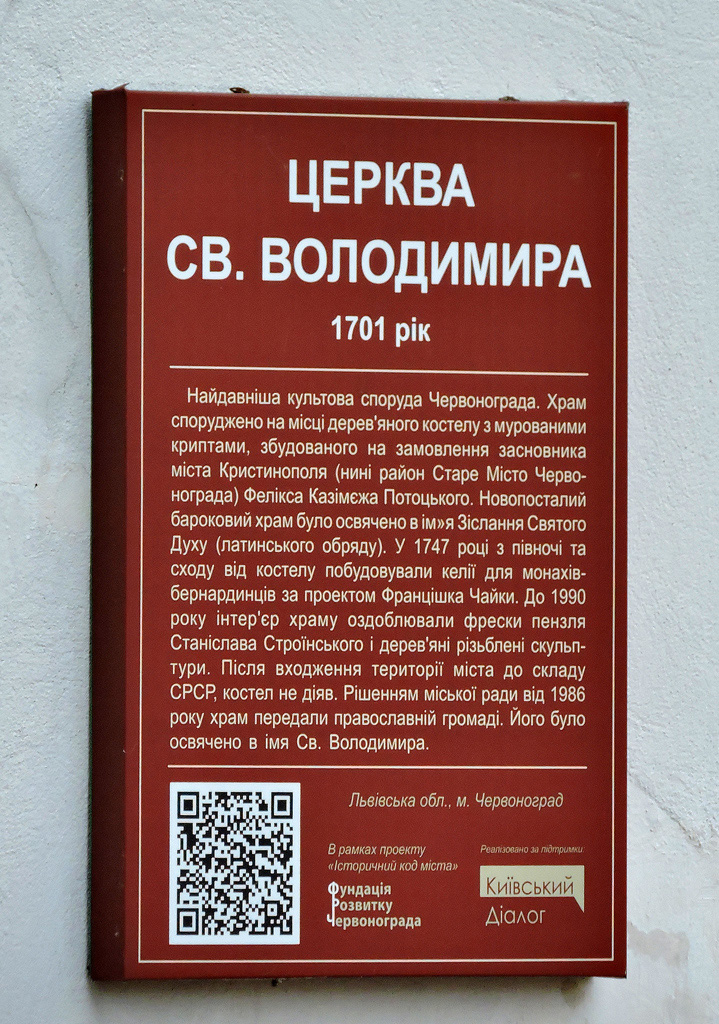 ЦЕРКВА
СВ. ВОЛОДИМИРА
1701 рік
Найдавніша культова споруда Червонограда. Храм
споруджено на місці дерев'яного костелу з мурованими
криптами, збудованого на замовлення засновника
міста Кристинополя (нині район Старе Місто Черво-
нограда) Фелікса Казімєжа Потоцького. Новопосталий
бароковий храм було освячено в ім»я Зіслання Святого
Духу (латинського обряду). У 1747 році з півночі та
сходу від костелу побудовували келії для монахів-
бернардинців за проектом Францішка Чайки. До 1990
року інтер'єр храму оздоблювали фрески пензля
Станіслава Строїнського і дерев'яні різьблені скульп-
тури. Після входження території міста до складу
СРСР, костел не діяв. Рішенням міської ради від 1986
року храм передали православній громаді. Його було
освячено в імя Св. Володимира.
Львівська обл., м. Червоноград
В рамках проекту
«Історичний код міста»
Фундація
Розвитку
Червонограда
Реалізовано за підтримки:
Київський
Діалог